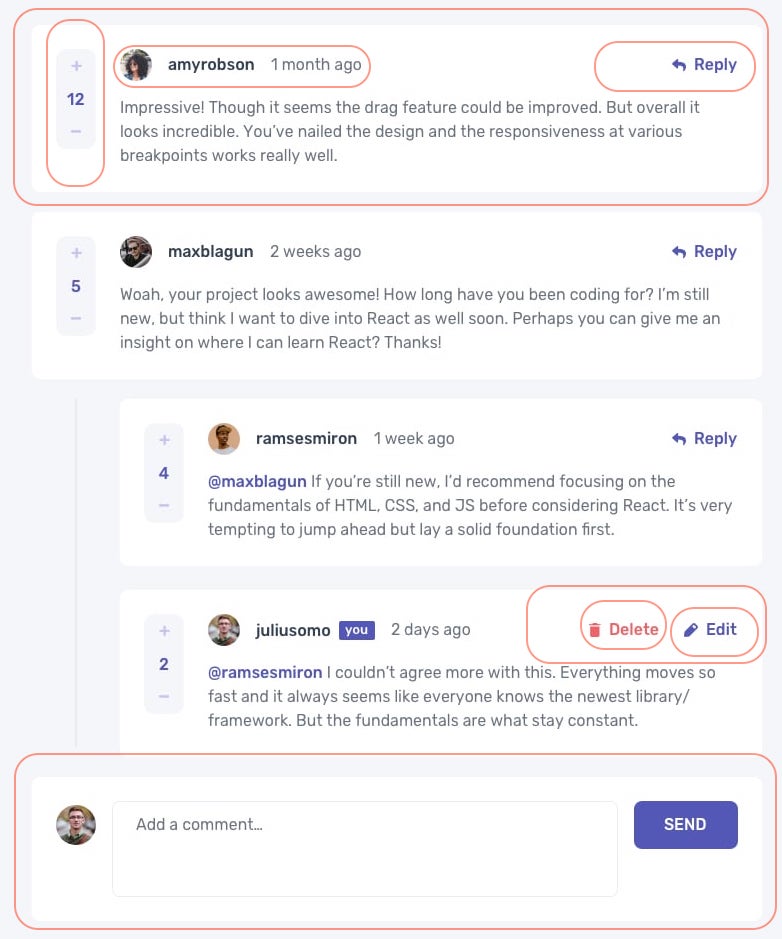 +
amyrobson 1 month ago Reply
12
Impressive! Though it seems the drag feature could be improved. But overall it
–
looks incredible. You’ve nailed the design and the responsiveness at various
breakpoints works really well.
+
maxblagun 2 weeks ago Reply
5
Woah, your project looks awesome! How long have you been coding for? I’m still
–
new, but think I want to dive into React as well soon. Perhaps you can give me an
insight on where I can learn React? Thanks!
+
ramsesmiron 1 week ago Reply
4
@maxblagun If you’re still new, I’d recommend focusing on the
–
fundamentals of HTML, CSS, and JS before considering React. It’s very
tempting to jump ahead but lay a solid foundation first.
+
juliusomo you 2 days ago Delete Edit
2
@ramsesmiron I couldn’t agree more with this. Everything moves so
–
fast and it always seems like everyone knows the newest library/
framework. But the fundamentals are what stay constant.
Add a comment… SEND